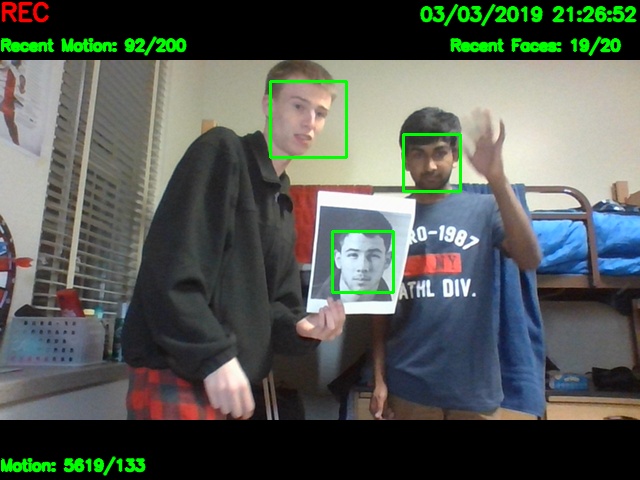 REC
03/03/2019 21:26:52
Recent Motion: 92/200
Recent Faces: 19/20
RO-1987
NY
ATHL DIV.
Motion: 5619/133